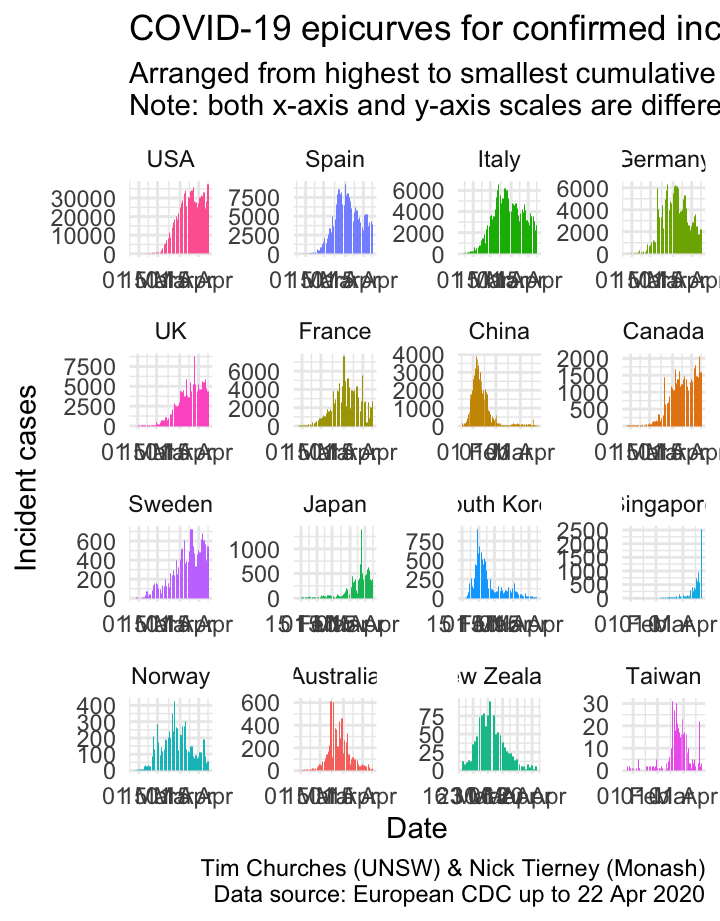 COVID-19 epicurves for confirmed inc
Arranged from highest to smallest cumulative
Note: both x-axis and y-axis scales are differe
USA Spain Italy Germany
30000 20000 10000 0
7500 5000 2500 0
6000 4000 2000 0
6000 4000 2000 0
UK France China Canada
7500 5000 2500 0
6000 4000 2000 0
4000 3000 2000 1000 0
2000 1500 1000 500 0
Sweden Japan outh Kore Singapore
600 400 200 0
1000 500 0
750 500 250 0
2500 2000 1500 1000 500 0
Norway Australia ew Zeala Taiwan
400 300 200 100 0
600 400 200 0
75 50 25 0
30 20 10 0
Incident cases
Date
Tim Churches (UNSW) & Nick Tierney (Monash)
Data source: European CDC up to 22 Apr 2020